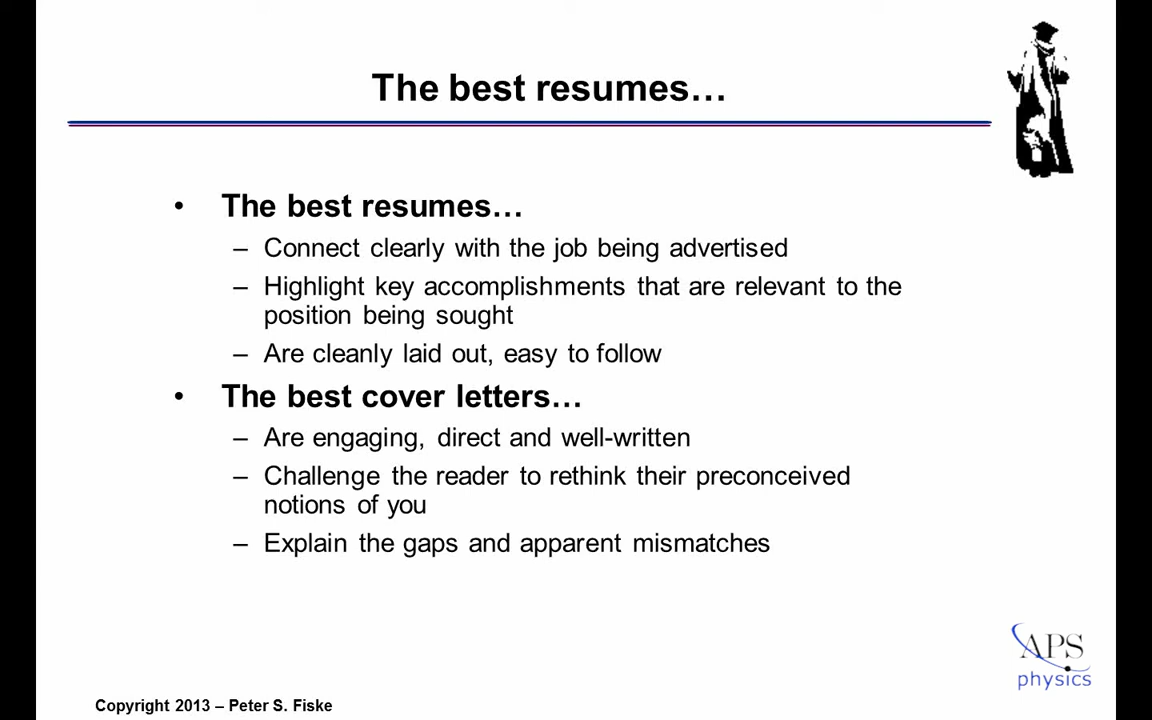 The best resumes…
• The best resumes…
– Connect clearly with the job being advertised
– Highlight key accomplishments that are relevant to the
position being sought
– Are cleanly laid out, easy to follow
• The best cover letters…
– Are engaging, direct and well-written
– Challenge the reader to rethink their preconceived
notions of you
– Explain the gaps and apparent mismatches
APS
physics
Copyright 2013 – Peter S. Fiske